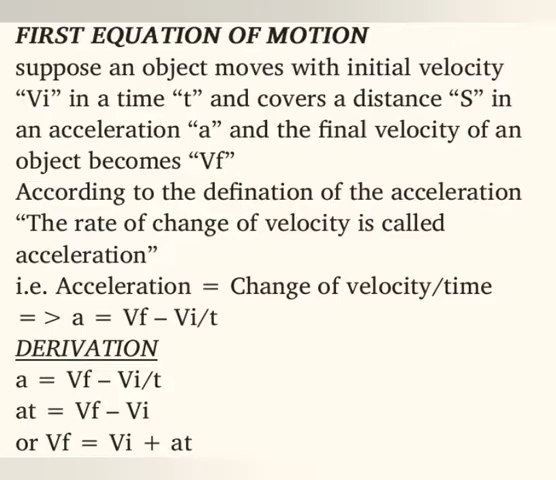 FIRST EQUATION OF MOTION
suppose an object moves with initial velocity
“Vi” in a time “t” and covers a distance “S” in
an acceleration “a” and the final velocity of an
object becomes “Vf”
According to the defination of the acceleration
“The rate of change of velocity is called
acceleration”
i.e. Acceleration = Change of velocity/time
= > a = Vf – Vi/t
DERIVATION
a = Vf – Vi/t
at = Vf – Vi
or Vf = Vi + at